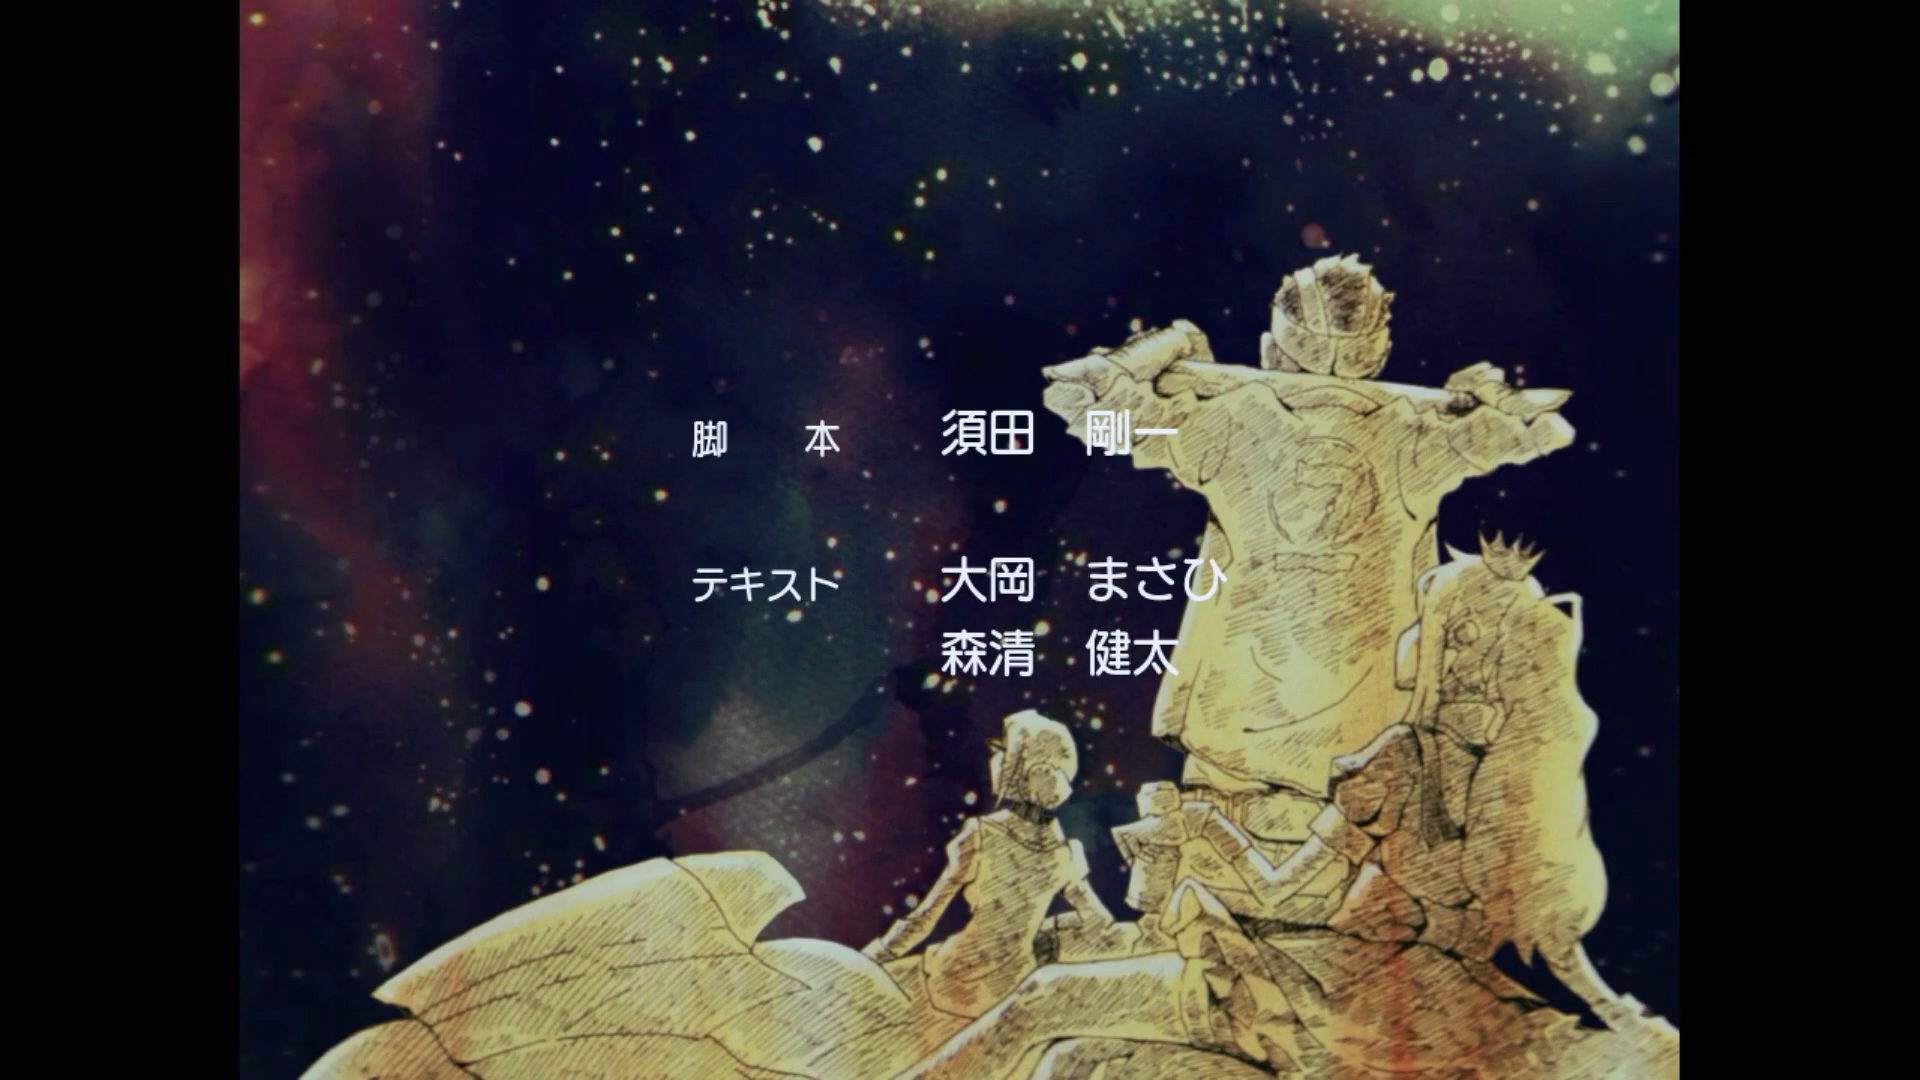 脚　本　須田　剛一
テキスト　大岡　まさひ
森清　健太